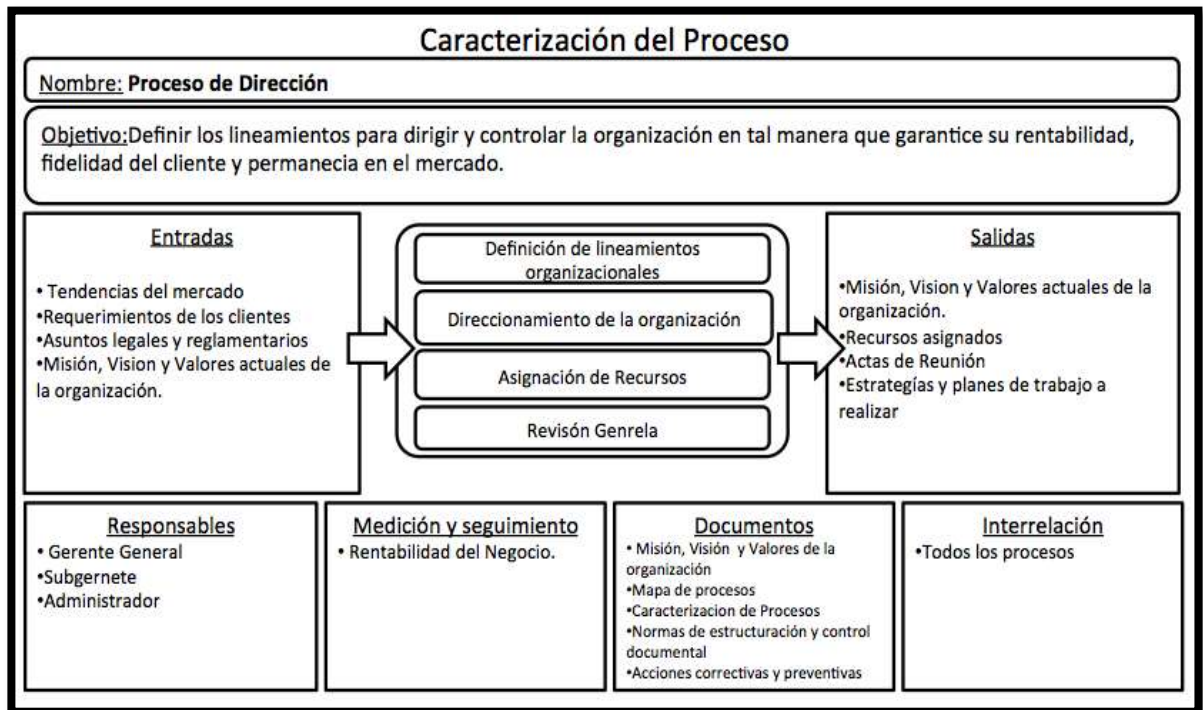 Caracterización del Proceso
Nombre: Proceso de Dirección
Objetivo:Definir los lineamientos para dirigir y controlar la organización en tal manera que garantice su rentabilidad,
fidelidad del cliente y permanecia en el mercado.
Entradas
• Tendencias del mercado
•Requerimientos de los clientes
•Asuntos legales y reglamentarios
•Misión, Vision y Valores actuales de
la organización.
Definición de lineamientos
organizacionales
Direccionamiento de la organización
Asignación de Recursos
Revisón Genrela
Salidas
•Misión, Vision y Valores actuales de la
organización.
•Recursos asignados
•Actas de Reunión
•Estrategías y planes de trabajo a
realizar
Responsables
• Gerente General
•Subgernete
•Administrador
Medición y seguimiento
• Rentabilidad del Negocio.
Documentos
• Misión, Visión y Valores de la
organización
•Mapa de procesos
•Caracterizacion de Procesos
•Normas de estructuración y control
documental
•Acciones correctivas y preventivas
Interrelación
•Todos los procesos